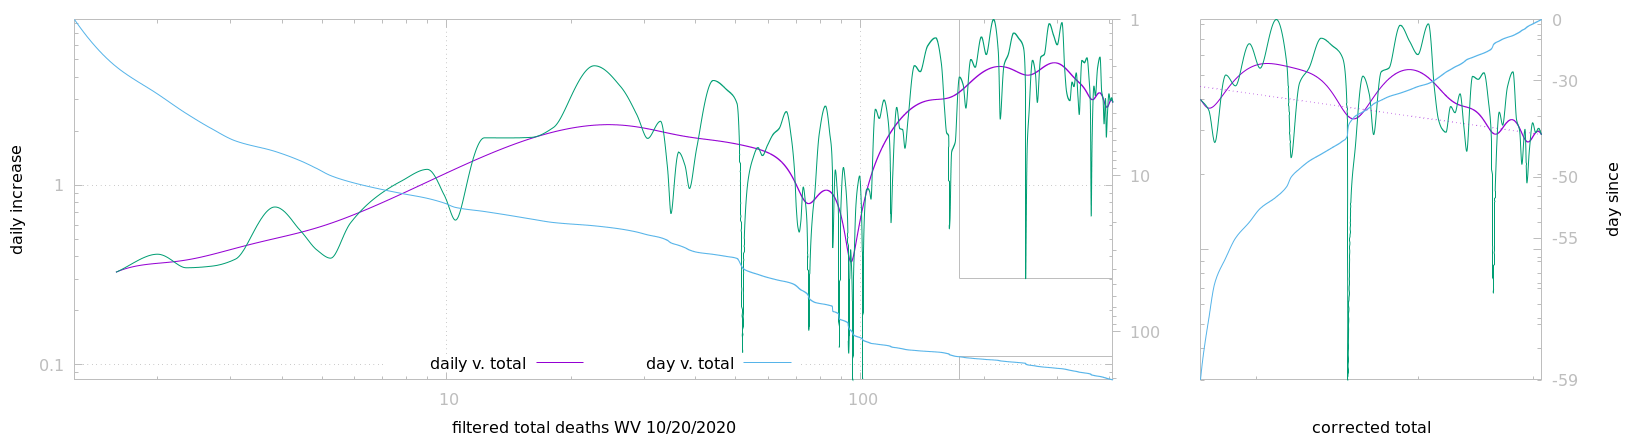 daily increase
1
0.1
10
100
filtered total deaths WV 10/20/2020
daily v. total
day v. total
1
10
100
0
-30
-50
-55
-59
day since
corrected total